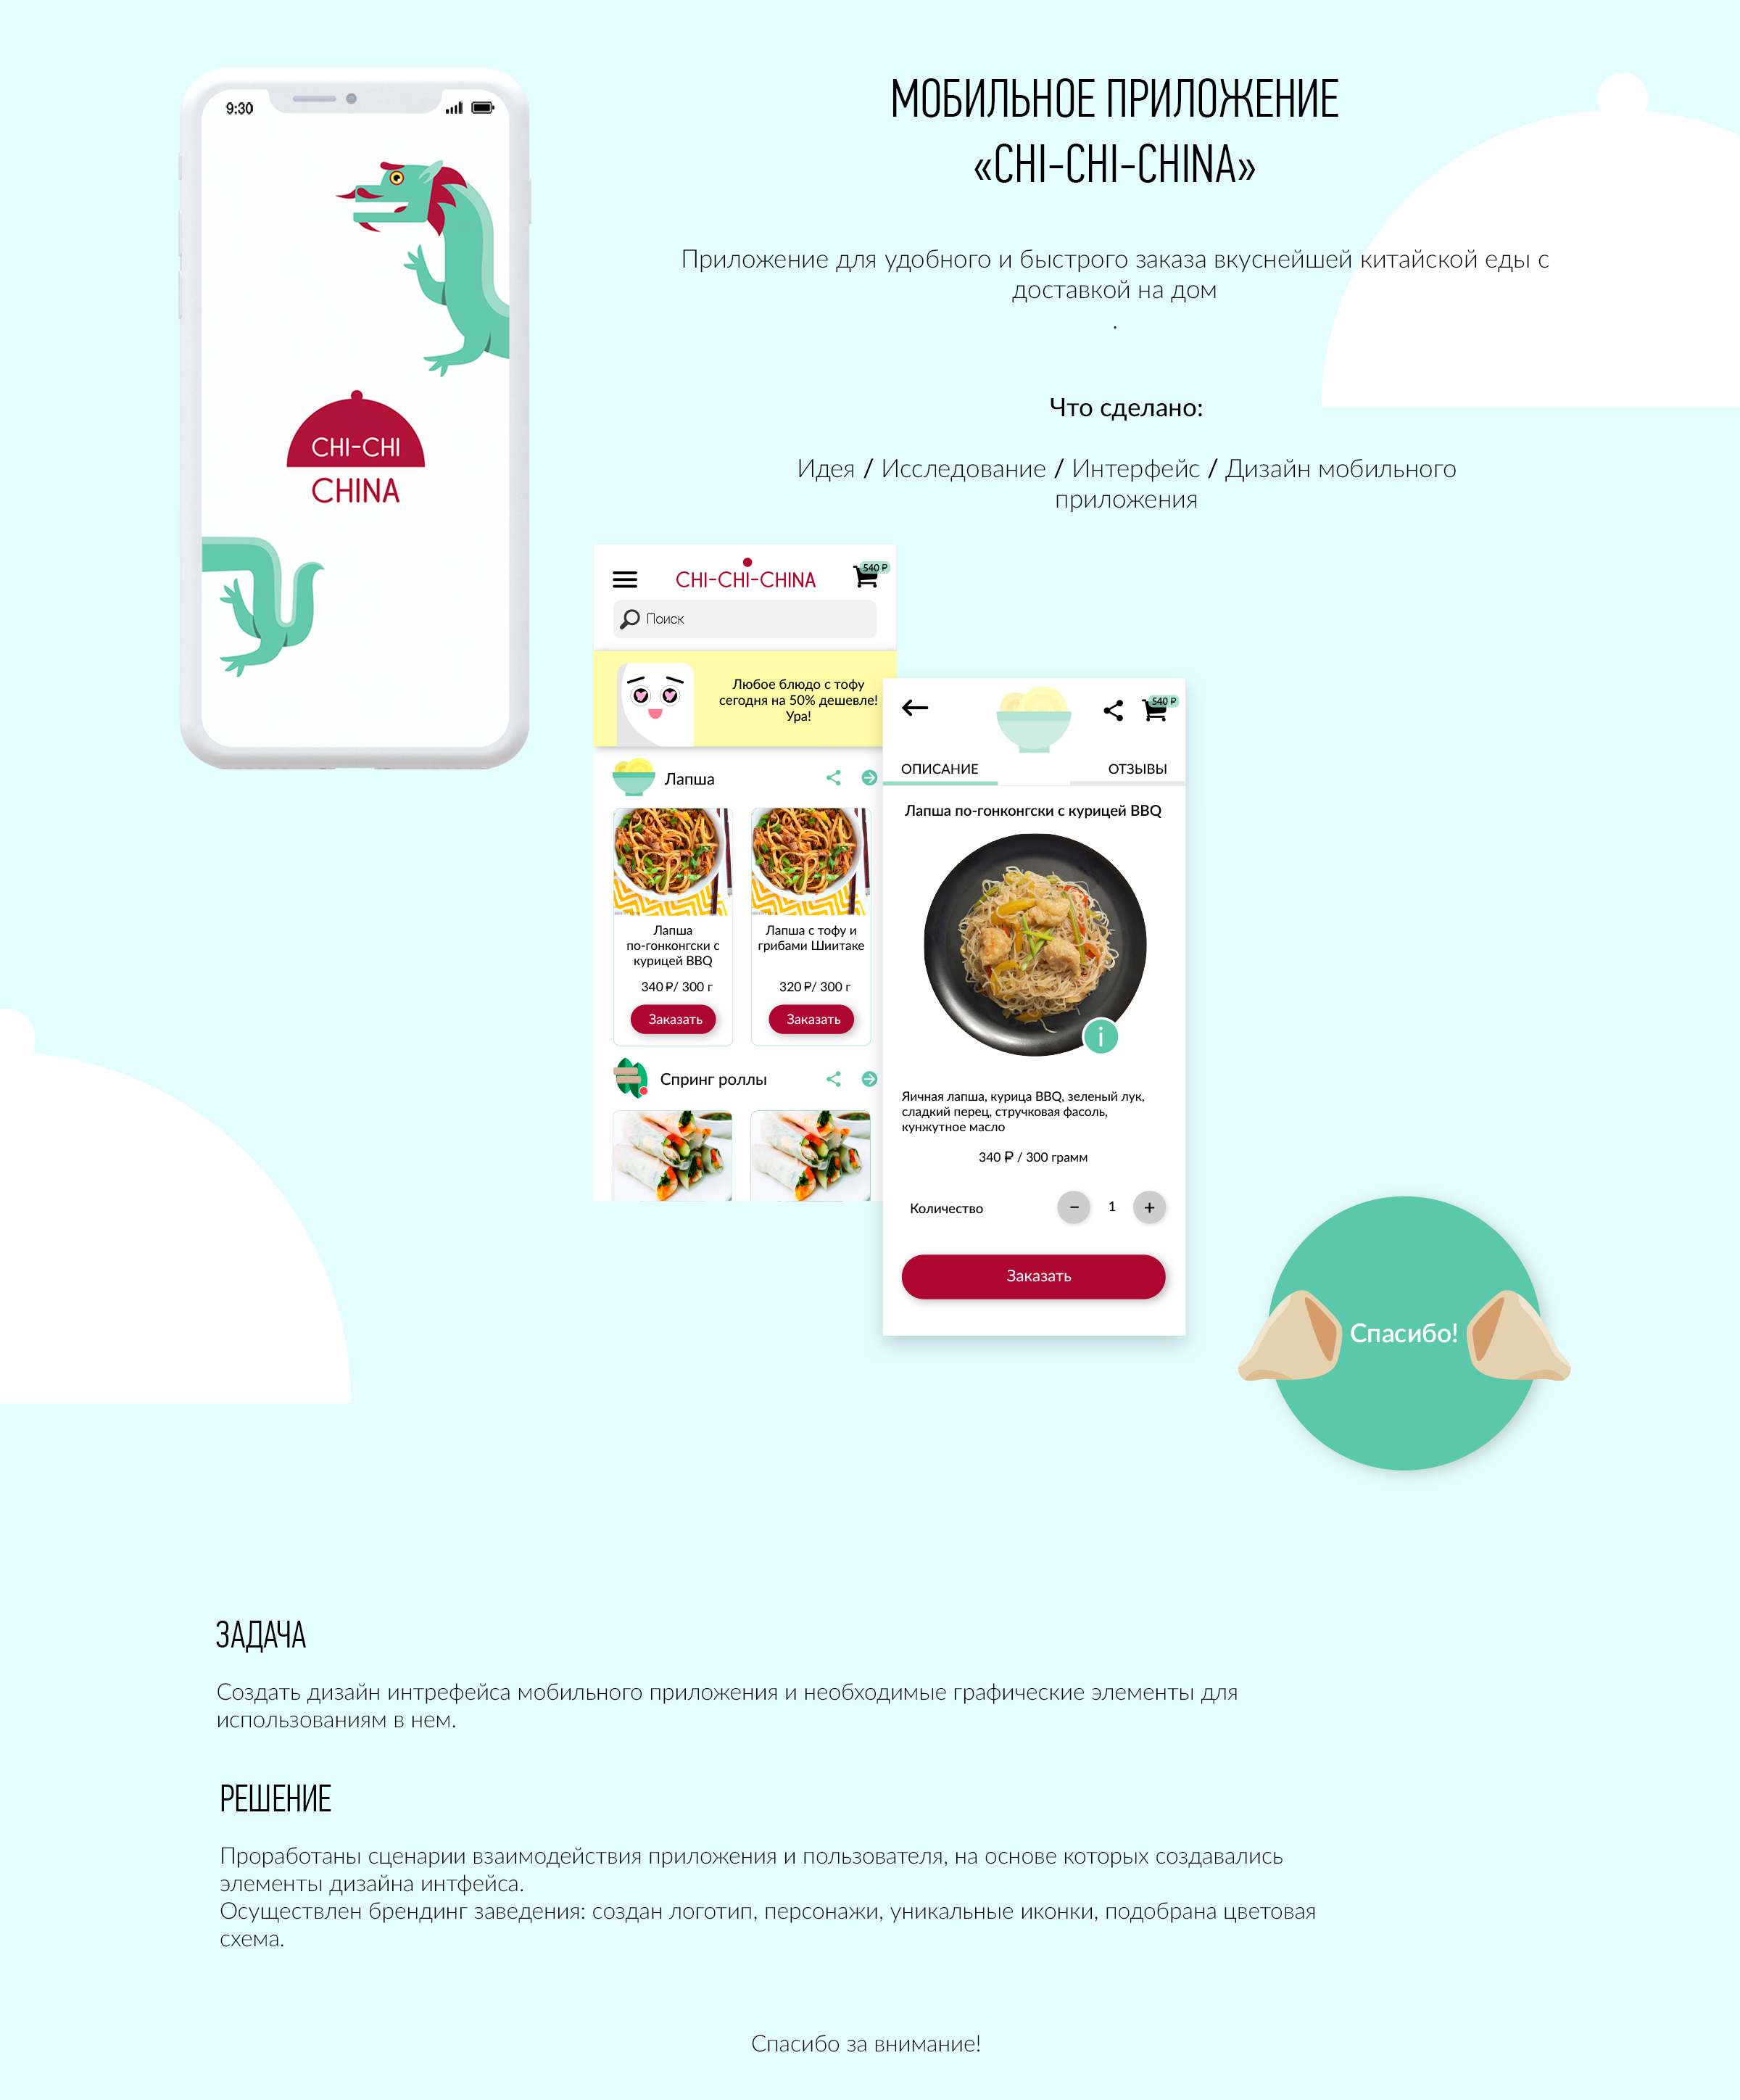 9:30
CHI-CHI
CHINA
МОБИЛЬНОЕ ПРИЛОЖЕНИЕ
«CHI-CHI-CHINA»
Приложение для удобного и быстрого заказа вкуснейшей китайской еды с
доставкой на дом
.
Что сделано:
Идея / Исследование / Интерфейс / Дизайн мобильного
приложения
CHI-CHI-CHINA
540 ₽
Поиск
Любое блюдо с тофу
сегодня на 50% дешевле!
Ура!
Лапша
Лапша
по-гонконгски с
курицей BBQ
340 ₽/ 300 г
Заказать
Лапша с тофу и
грибами Шиитаке
320 ₽/ 300 г
Заказать
Спринг роллы
540 ₽
ОПИСАНИЕ
ОТЗЫВЫ
Лапша по-гонконгски с курицей BBQ
i
Яичная лапша, курица BBQ, зеленый лук,
сладкий перец, стручковая фасоль,
кунжутное масло
340 ₽ / 300 грамм
Количество
− 1 +
Заказать
Спасибо!
ЗАДАЧА
Создать дизайн интрефейса мобильного приложения и необходимые графические элементы для
использованиям в нем.
РЕШЕНИЕ
Проработаны сценарии взаимодействия приложения и пользователя, на основе которых создавались
элементы дизайна интфейса.
Осуществлен брендинг заведения: создан логотип, персонажи, уникальные иконки, подобрана цветовая
схема.
Спасибо за внимание!